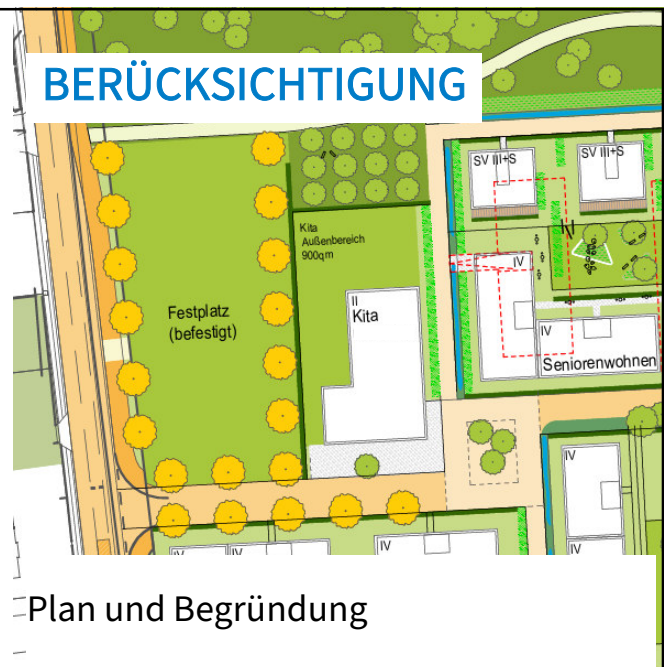 BERÜCKSICHTIGUNG
SV III+S
SV III+S
Kita
Außenbereich
900qm
IV
Festplatz
(befestigt)
II
Kita
IV
Seniorenwohnen
IV
IV
IV
IV
IV
Plan und Begründung